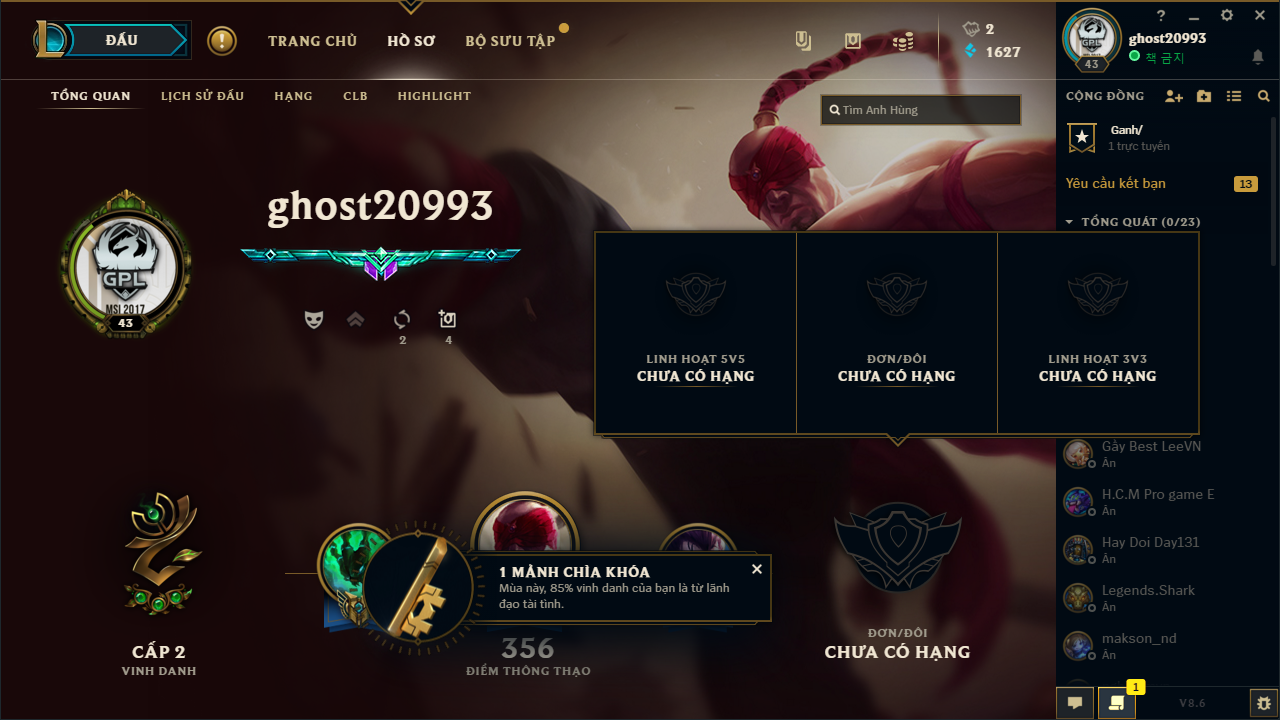 ĐẤU
TRANG CHỦ
HỒ SƠ
BỘ SƯU TẬP
2
1627
?
ghost20993
책 금지
43
TỔNG QUAN
LỊCH SỬ ĐẤU
HẠNG
CLB
HIGHLIGHT
Tìm Anh Hùng
CỘNG ĐỒNG
Ganh/
1 trực tuyến
Yêu cầu kết bạn
13
TỔNG QUÁT (0/23)
ghost20993
GPL
MSI 2017
43
2
4
LINH HOẠT 5V5
CHƯA CÓ HẠNG
ĐƠN/ĐÔI
CHƯA CÓ HẠNG
LINH HOẠT 3V3
CHƯA CÓ HẠNG
Gầy Best LeeVN
Ẩn
H.C.M Pro game E
Ẩn
Hay Doi Day131
Ẩn
Legends.Shark
Ẩn
makson_nd
Ẩn
1 MẢNH CHÌA KHÓA
Mùa này, 85% vinh danh của bạn là từ lãnh
đạo tài tình.
CẤP 2
VINH DANH
356
ĐIỂM THÔNG THẠO
ĐƠN/ĐÔI
CHƯA CÓ HẠNG
1
V8.6